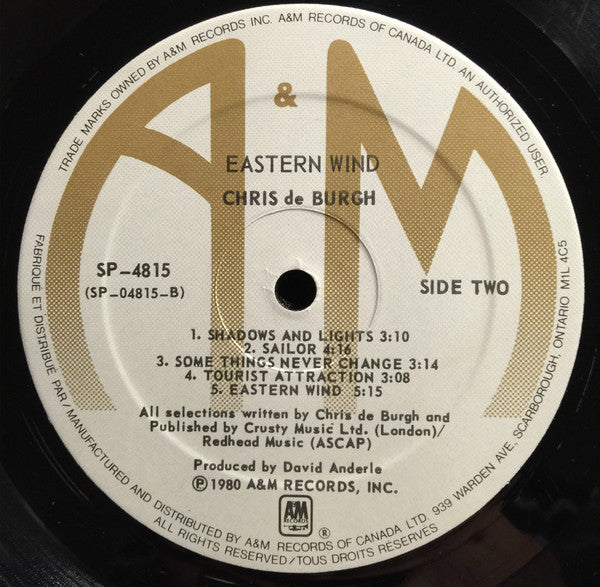 TRADE MARKS OWNED BY A&M RECORDS INC. A&M RECORDS OF CANADA LTD. AN AUTHORIZED USER.
A & M
EASTERN WIND
CHRIS de BURGH
SP-4815
(SP-04815-B)
SIDE TWO
1. SHADOWS AND LIGHTS 3:10
2. SAILOR 4:16
3. SOME THINGS NEVER CHANGE 3:14
4. TOURIST ATTRACTION 3:08
5. EASTERN WIND 5:15
All selections written by Chris de Burgh and
Published by Crusty Music Ltd. (London)/
Redhead Music (ASCAP)
Produced by David Anderle
℗ 1980 A&M RECORDS, INC.
A&M
RECORDS
®
FABRIQUÉ ET DISTRIBUÉ PAR/MANUFACTURED AND DISTRIBUTED BY A&M RECORDS OF CANADA LTD. 939 WARDEN AVE., SCARBOROUGH, ONTARIO M1L 4C5
ALL RIGHTS RESERVED/TOUS DROITS RÉSERVÉS